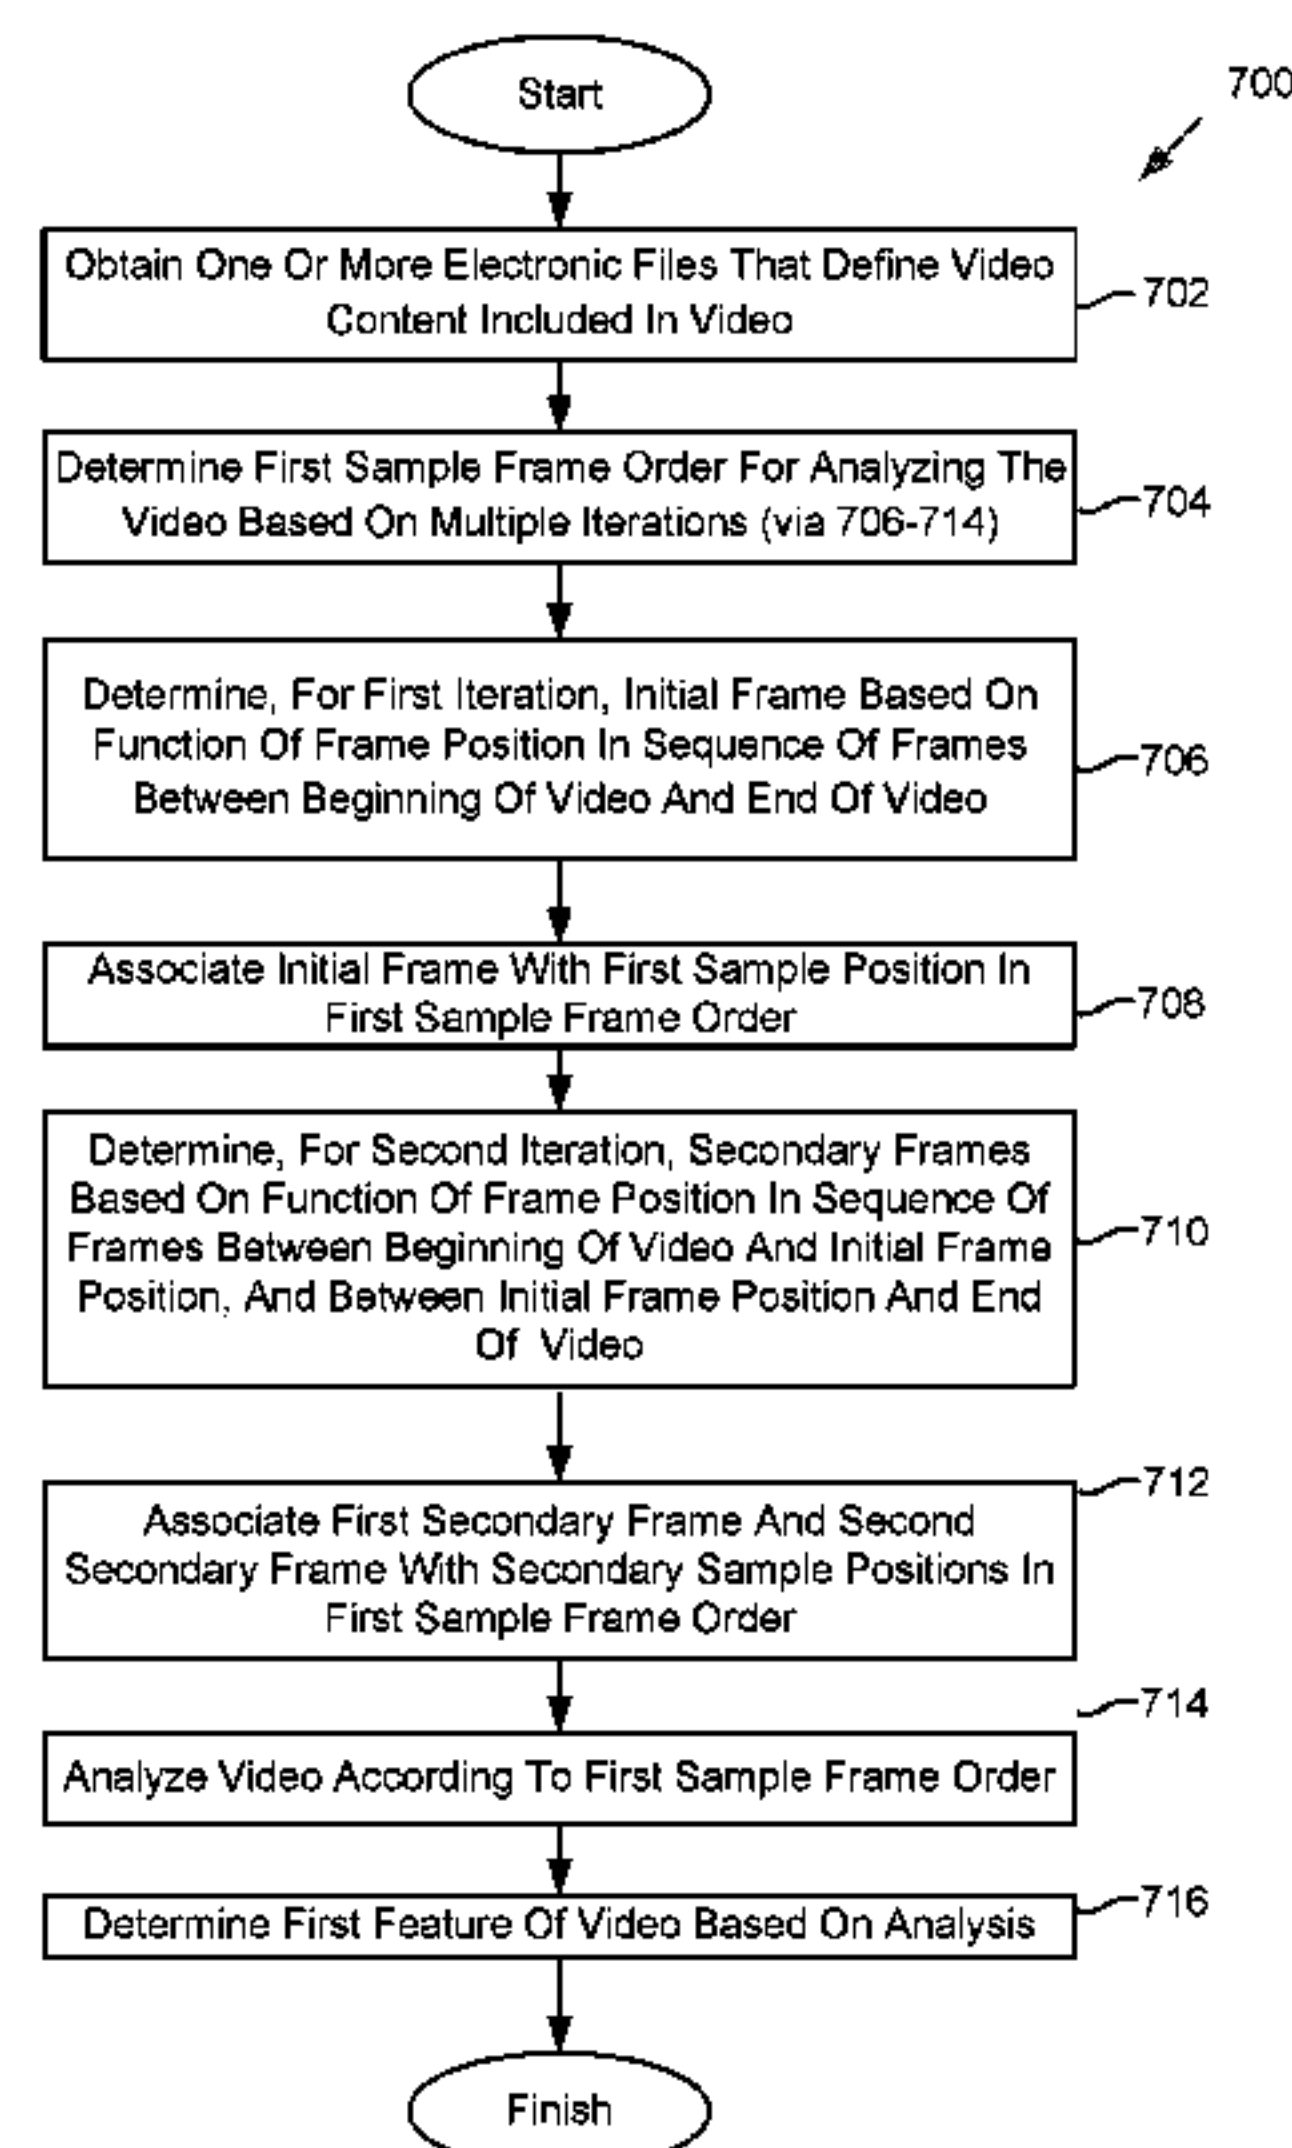 Start
700
Obtain One Or More Electronic Files That Define Video
Content Included In Video
702
Determine First Sample Frame Order For Analyzing The
Video Based On Multiple Iterations (via 706-714)
704
Determine, For First Iteration, Initial Frame Based On
Function Of Frame Position In Sequence Of Frames
Between Beginning Of Video And End Of Video
706
Associate Initial Frame With First Sample Position In
First Sample Frame Order
708
Determine, For Second Iteration, Secondary Frames
Based On Function Of Frame Position In Sequence Of
Frames Between Beginning Of Video And Initial Frame
Position, And Between Initial Frame Position And End
Of Video
710
Associate First Secondary Frame And Second
Secondary Frame With Secondary Sample Positions In
First Sample Frame Order
712
714
Analyze Video According To First Sample Frame Order
Determine First Feature Of Video Based On Analysis
716
Finish